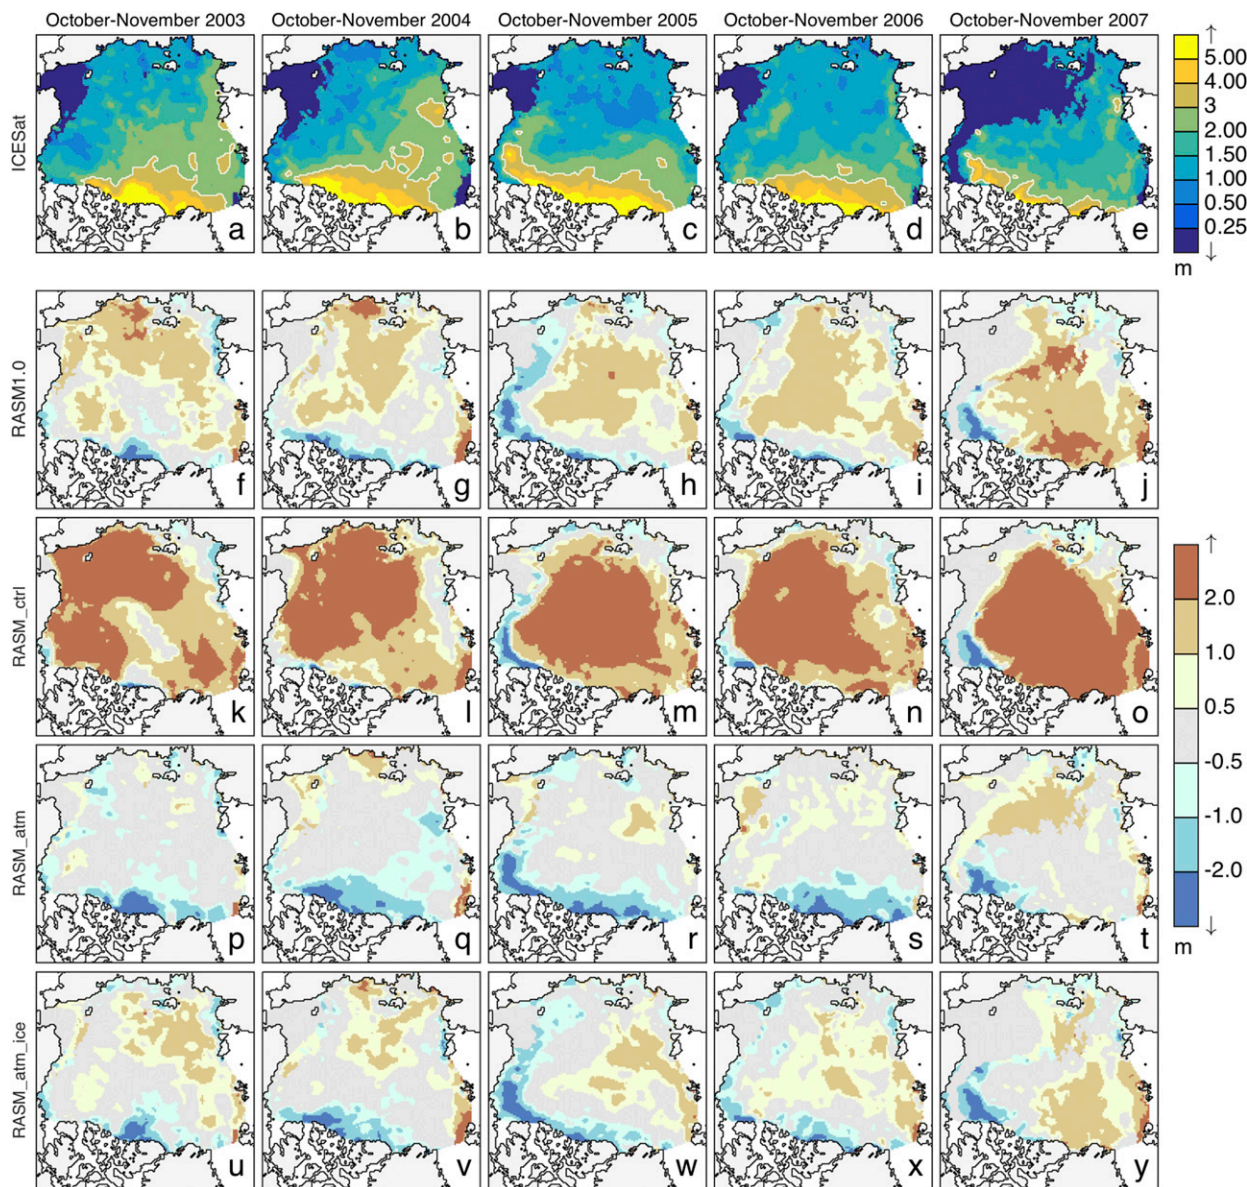 October-November 2003 October-November 2004 October-November 2005 October-November 2006 October-November 2007
ICESat
a b c d e
↑
5.00
4.00
3
2.00
1.50
1.00
0.50
0.25
↓
m
RASM1.0
f g h i j
RASM_ctrl
k l m n o
↑
2.0
1.0
0.5
-0.5
-1.0
-2.0
↓
m
RASM_atm
p q r s t
RASM_atm_ice
u v w x y